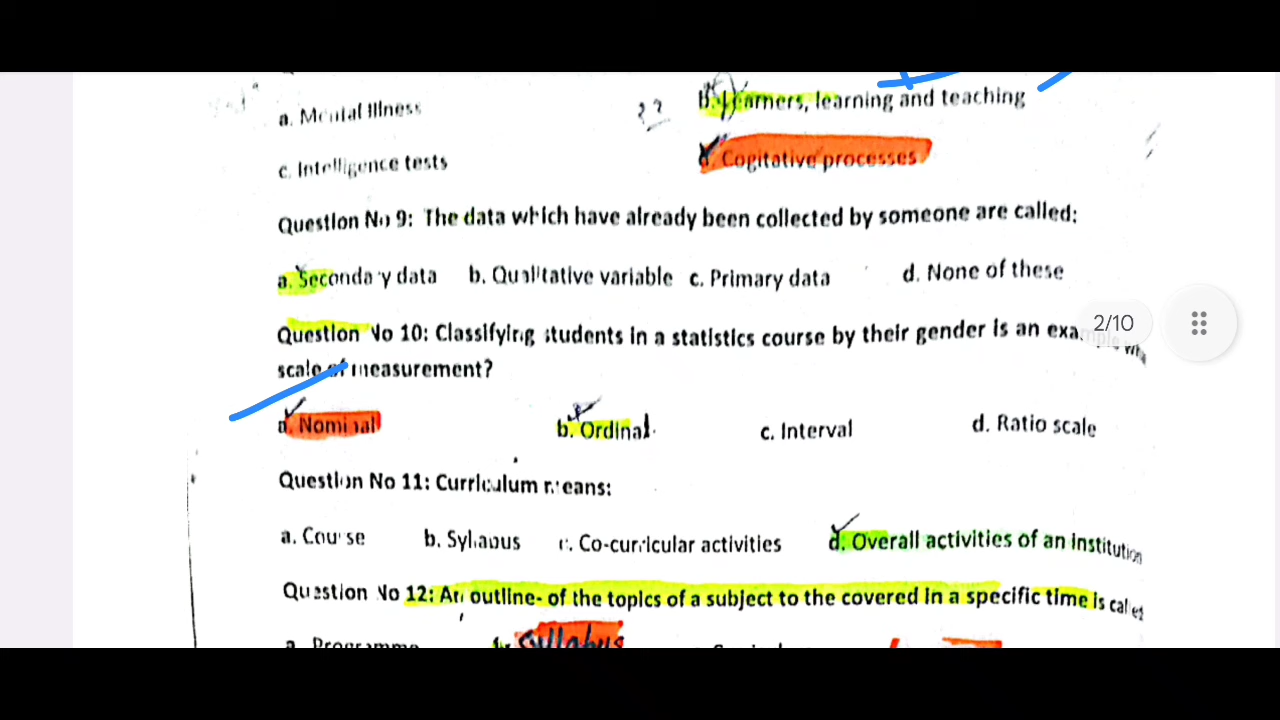 a. Mental Illness
?? b. Learners, learning and teaching
c. Intelligence tests
d. Cogitative processes
Question No 9: The data which have already been collected by someone are called:
a. Secondary data b. Qualitative variable c. Primary data d. None of these
2/10
Question No 10: Classifying students in a statistics course by their gender is an example
scale of measurement?
a. Nominal b. Ordinal c. Interval d. Ratio scale
Question No 11: Curriculum means:
a. Course b. Syllabus c. Co-curricular activities d. Overall activities of an institution
Question No 12: An outline- of the topics of a subject to the covered in a specific time is
a. Programme Syllabus